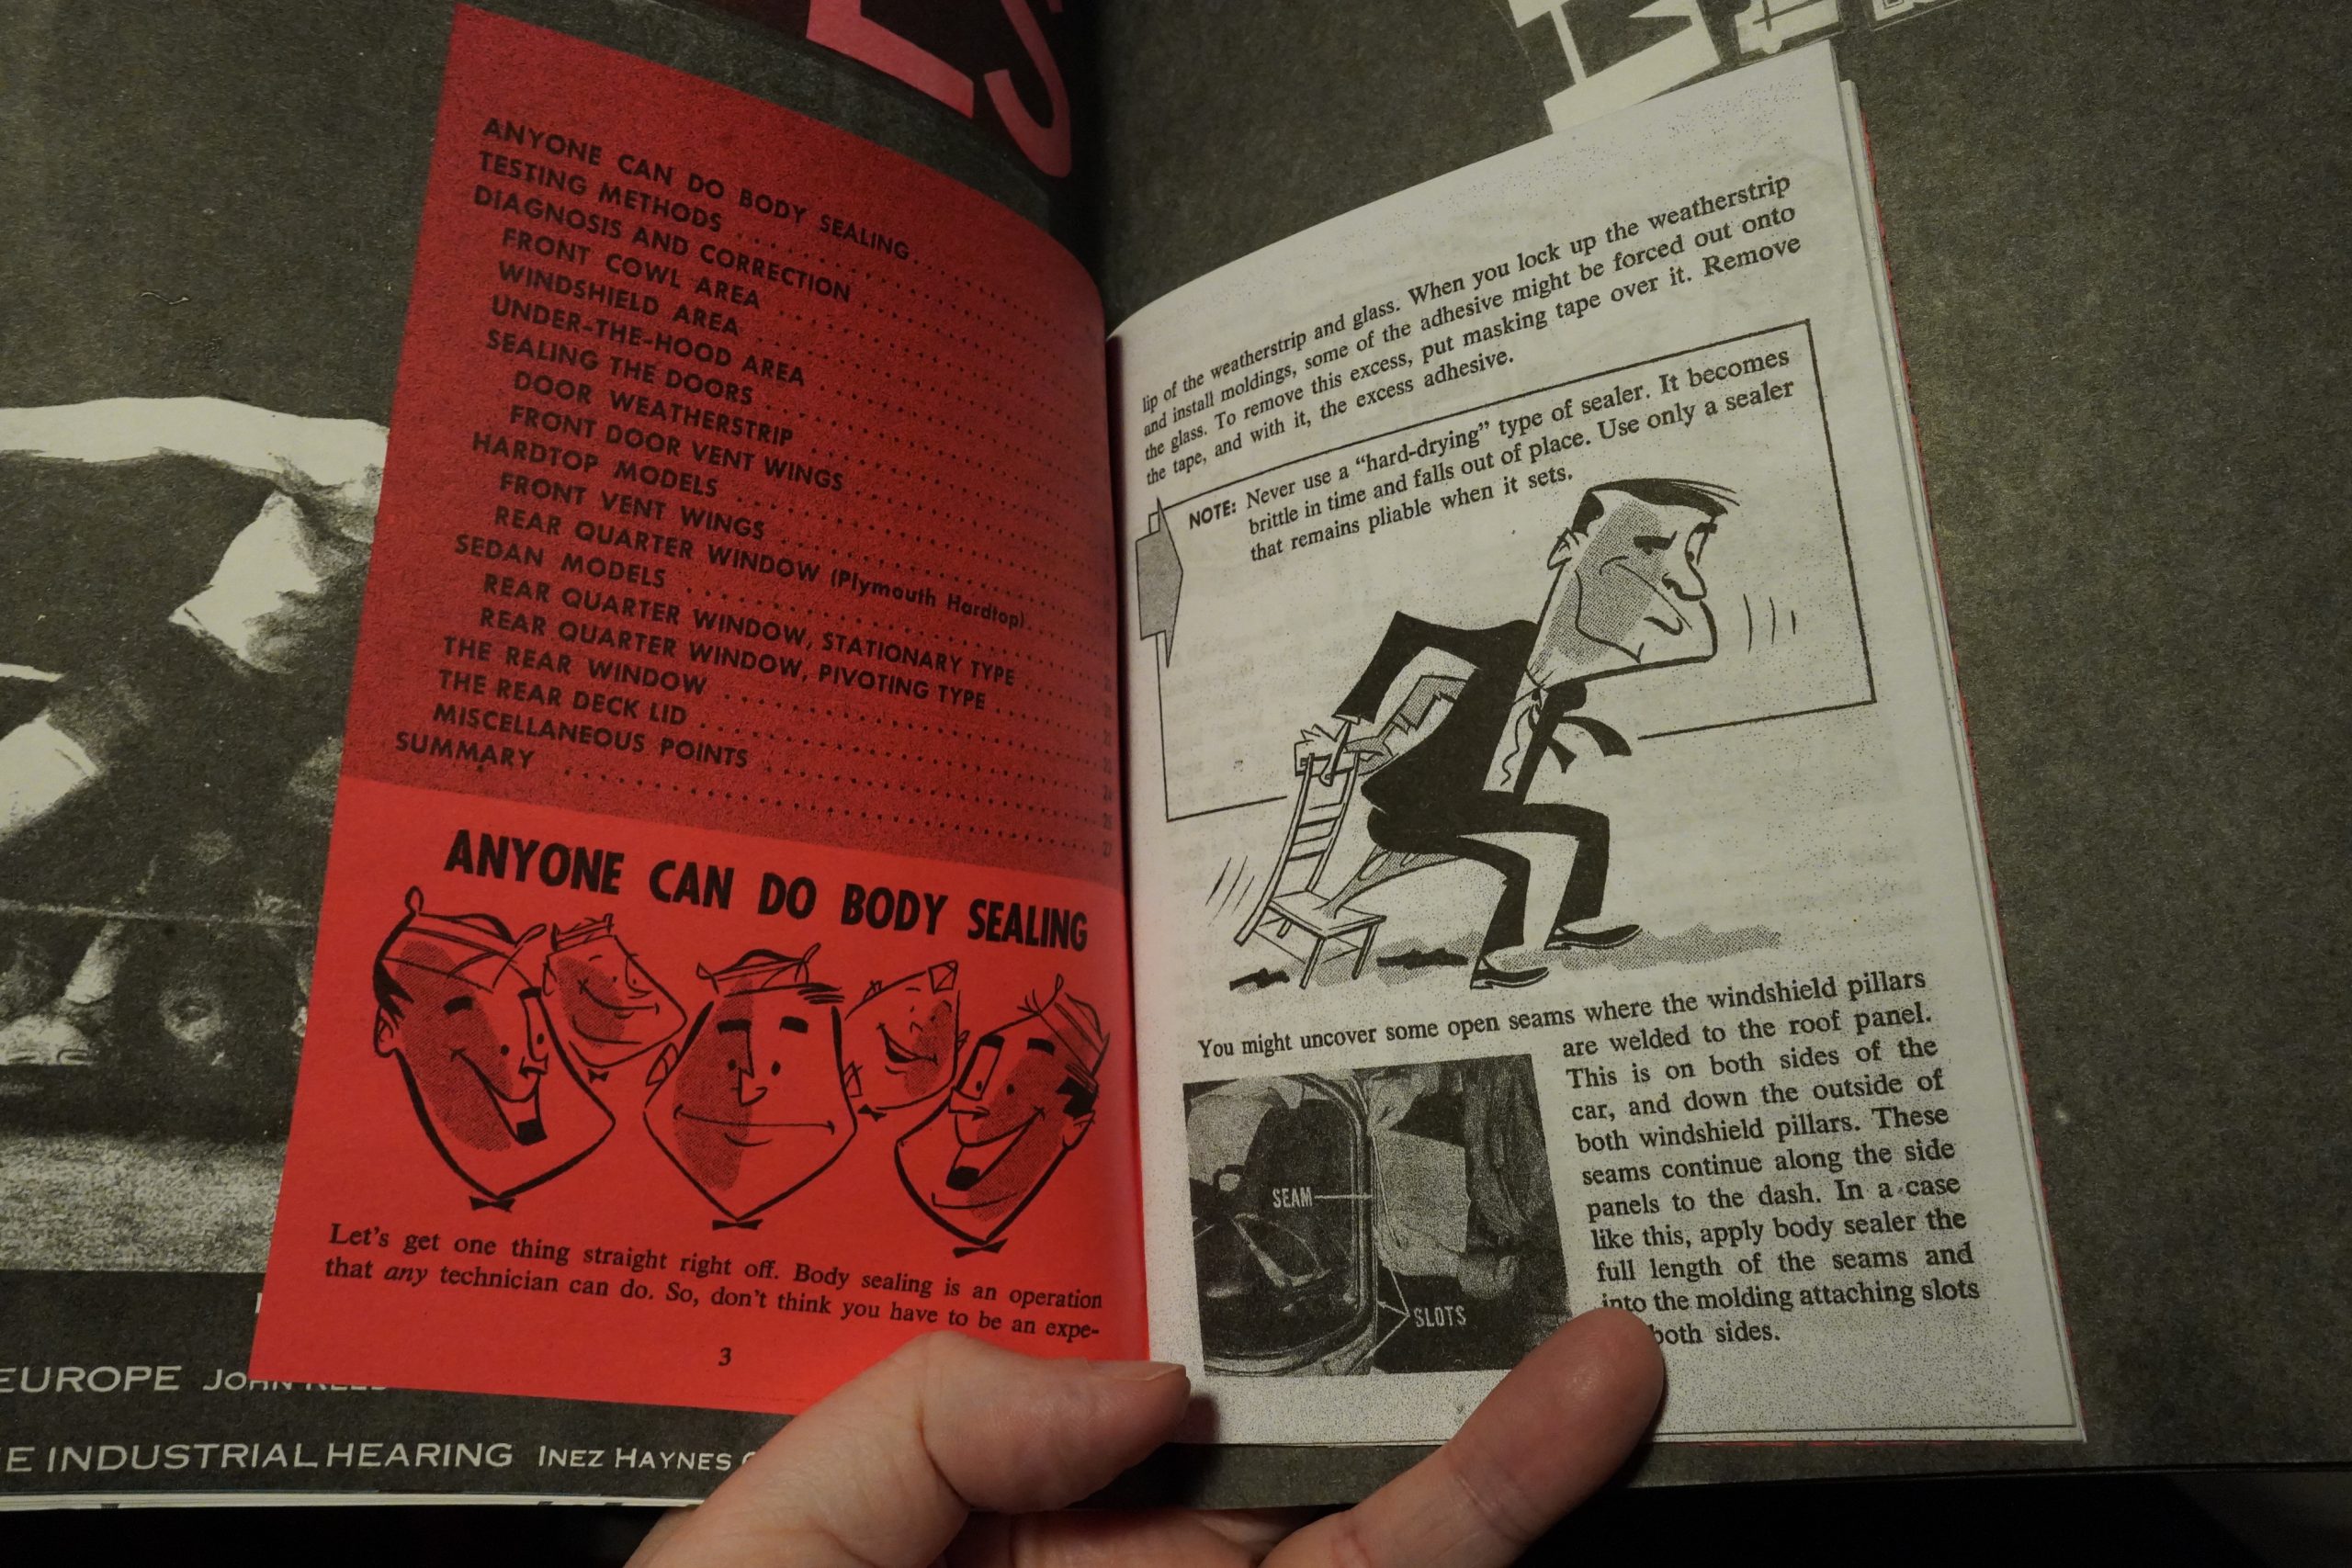 ANYONE CAN DO BODY SEALING
TESTING METHODS
DIAGNOSIS AND CORRECTION
FRONT COWL AREA
WINDSHIELD AREA
UNDER-THE-HOOD AREA
SEALING THE DOORS
DOOR WEATHERSTRIP
FRONT DOOR VENT WINGS
HARDTOP MODELS
FRONT VENT WINGS
REAR QUARTER WINDOW (Plymouth Hardtop)
SEDAN MODELS
REAR QUARTER WINDOW, STATIONARY TYPE
REAR QUARTER WINDOW, PIVOTING TYPE
THE REAR WINDOW
THE REAR DECK LID
MISCELLANEOUS POINTS
SUMMARY
ANYONE CAN DO BODY SEALING
Let's get one thing straight right off. Body sealing is an operation
that any technician can do. So, don't think you have to be an expe-
3
lip of the weatherstrip and glass. When you lock up the weatherstrip
and install moldings, some of the adhesive might be forced out onto
the glass. To remove this excess, put masking tape over it. Remove
the tape, and with it, the excess adhesive.
NOTE: Never use a "hard-drying" type of sealer. It becomes
brittle in time and falls out of place. Use only a sealer
that remains pliable when it sets.
You might uncover some open seams where the windshield pillars
are welded to the roof panel.
This is on both sides of the
car, and down the outside of
both windshield pillars. These
seams continue along the side
panels to the dash. In a case
like this, apply body sealer the
full length of the seams and
into the molding attaching slots
both sides.
SEAM
SLOTS
EUROPE JOHN REED
E INDUSTRIAL HEARING INEZ HAYNES